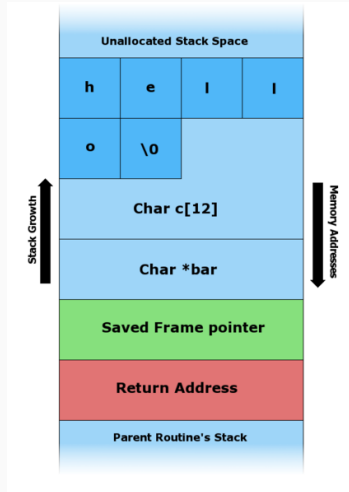 Unallocated Stack Space
h e l l
o \0
Char c[12]
Stack Growth
Memory Addresses
Char *bar
Saved Frame pointer
Return Address
Parent Routine's Stack